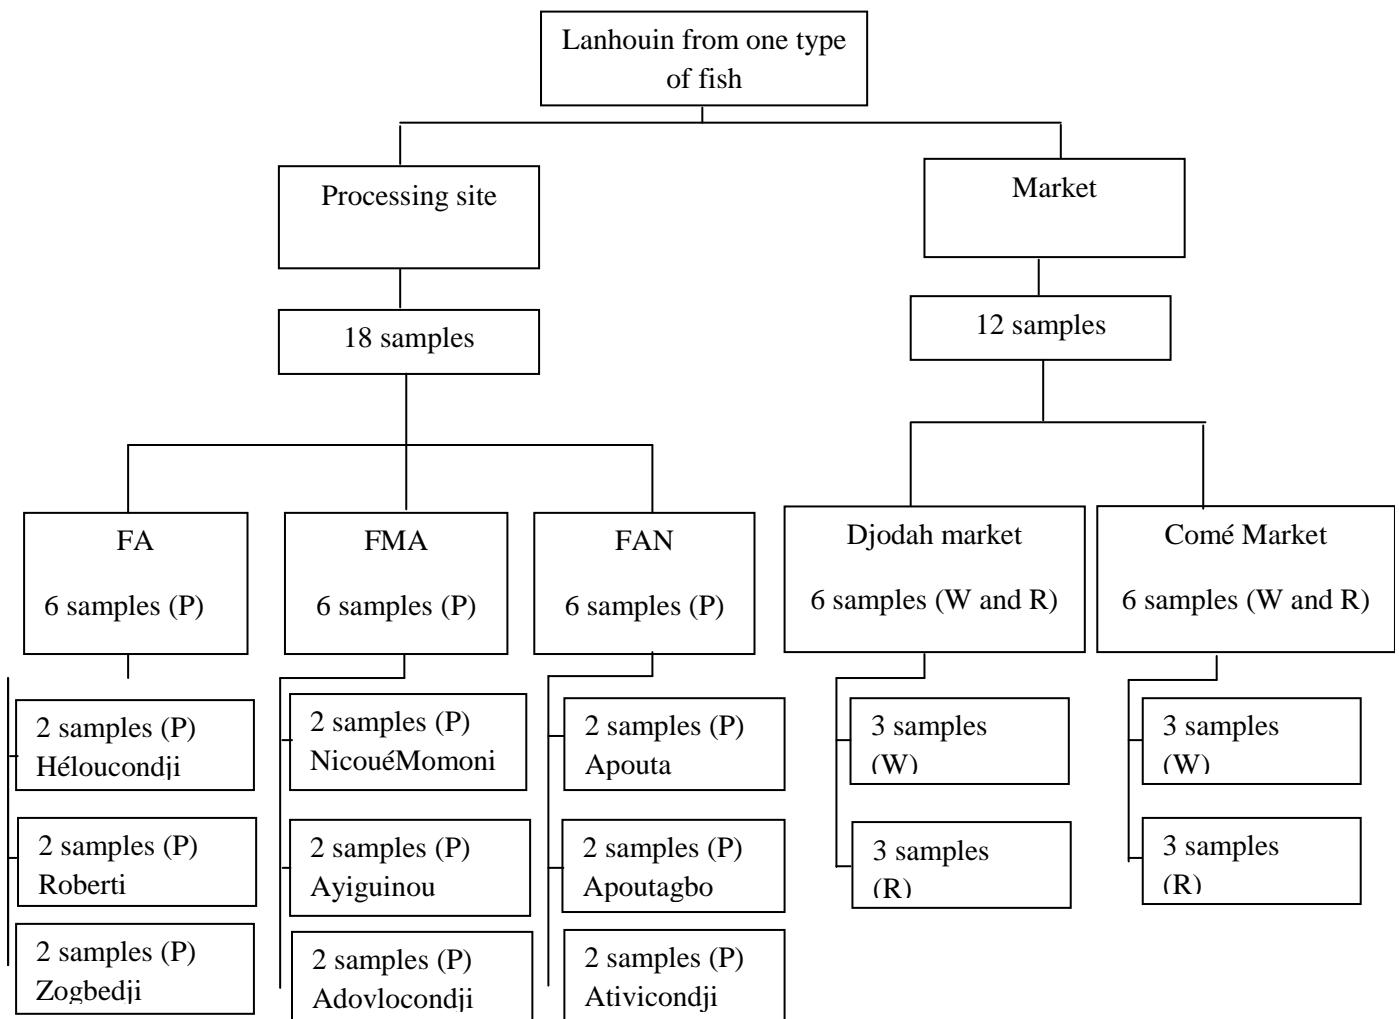 Lanhouin from one type
of fish
Processing site
Market
18 samples
12 samples
FA
6 samples (P)
FMA
6 samples (P)
FAN
6 samples (P)
Djodah market
6 samples (W and R)
Comé Market
6 samples (W and R)
2 samples (P)
Héloucondji
2 samples (P)
Roberti
2 samples (P)
Zogbedji
2 samples (P)
NicouéMomoni
2 samples (P)
Ayiguinou
2 samples (P)
Adovlocondji
2 samples (P)
Apouta
2 samples (P)
Apoutagbo
2 samples (P)
Ativicondji
3 samples
(W)
3 samples
(R)
3 samples
(W)
3 samples
(R)